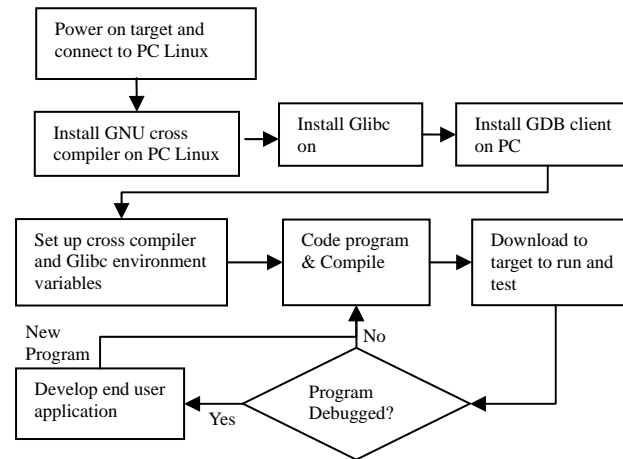 Power on target and
connect to PC Linux
Install GNU cross
compiler on PC Linux
Install Glibc
on
Install GDB client
on PC
Set up cross compiler
and Glibc environment
variables
Code program
& Compile
Download to
target to run and
test
New
Program
No
Develop end user
application
Yes
Program
Debugged?